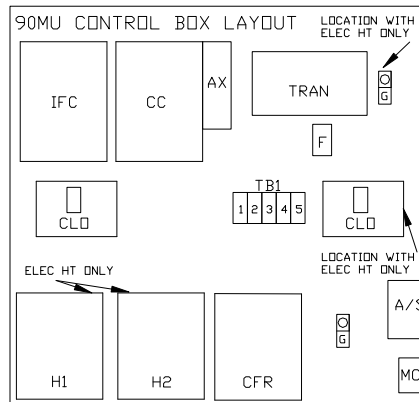 90MU CONTROL BOX LAYOUT
LOCATION WITH
ELEC HT ONLY
IFC
CC
AX
TRAN
G
F
CLO
TB1
1 2 3 4 5
CLO
LOCATION WITH
ELEC HT ONLY
ELEC HT ONLY
H1
H2
CFR
G
A/S
MC